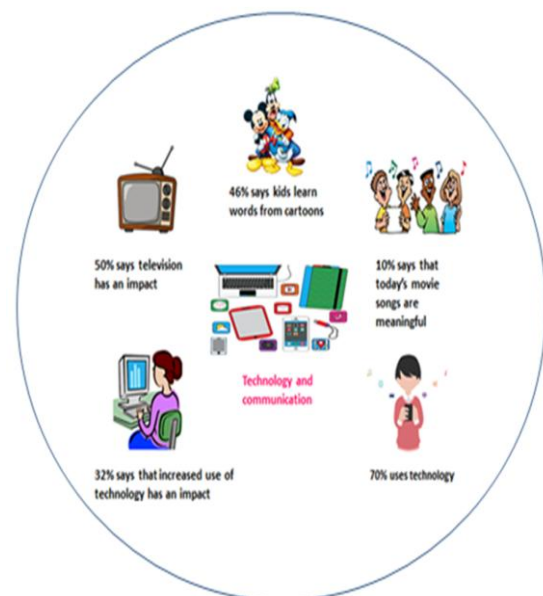 46% says kids learn
words from cartoons
50% says television
has an impact
10% says that
today's movie
songs are
meaningful
Technology and
communication
32% says that increased use of
technology has an impact
70% uses technology